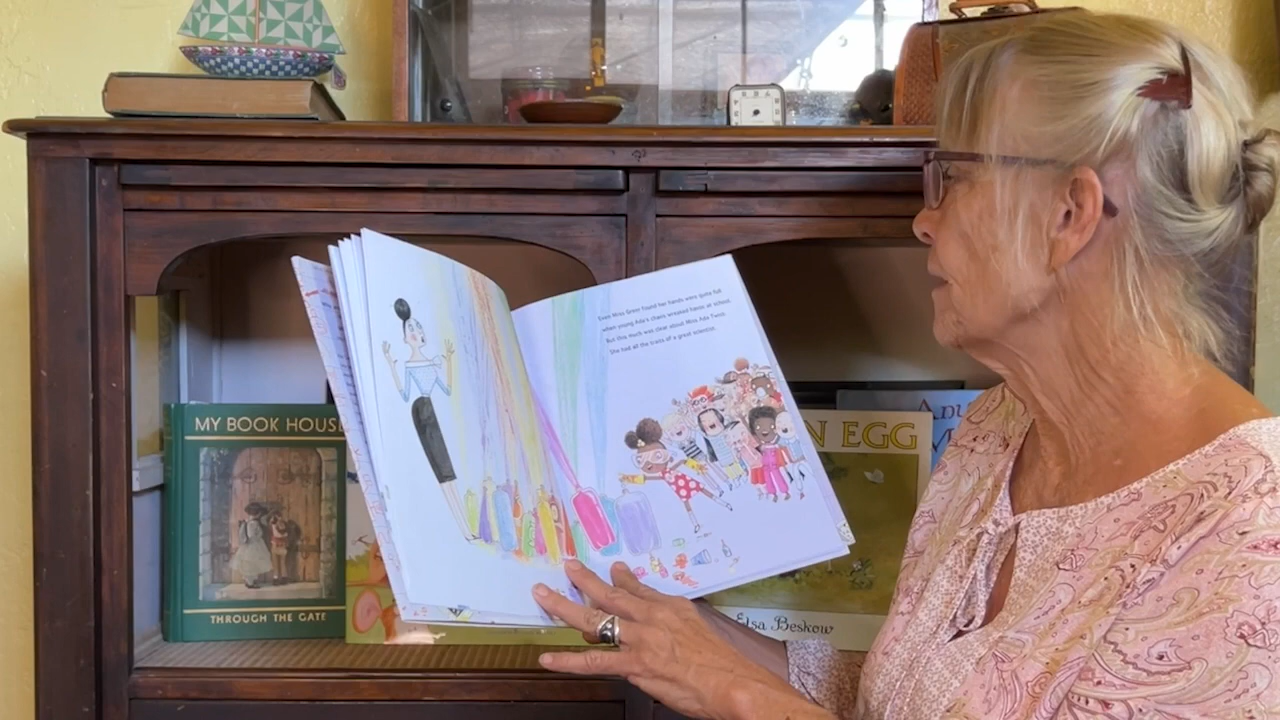 Even Miss Greer found her hands were quite full
when young Ada's chaos wreaked havoc at school.
But this much was clear about Miss Ada Twist:
She had all the traits of a great scientist.
MY BOOK HOUSE
THROUGH THE GATE
N EGG
Elsa Beskow